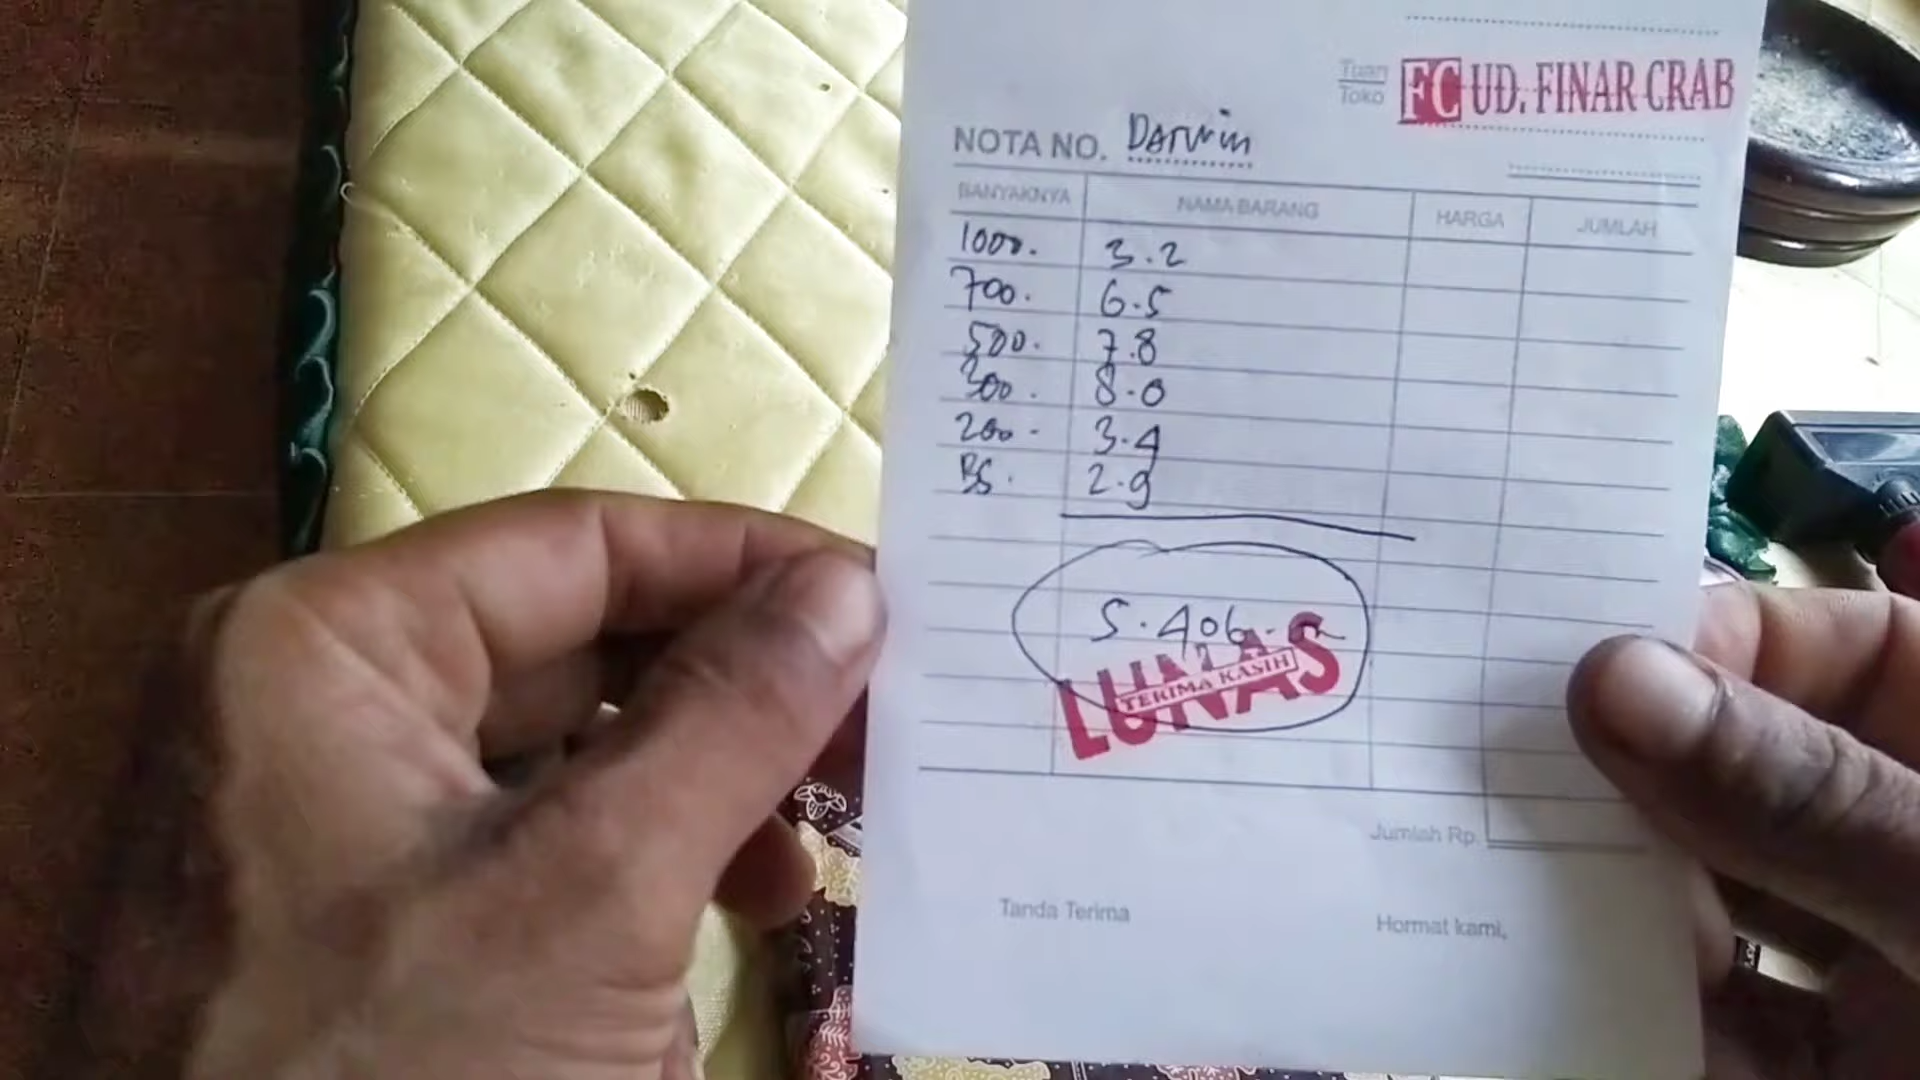 Tuan
Toko
FC UD. FINAR CRAB
NOTA NO. Darwin
BANYAKNYA NAMA BARANG HARGA JUMLAH
1000. 3.2
700. 6.5
500. 7.8
300. 8.0
200- 3.4
BS. 2.9
5.406.-
LUNAS
TERIMA KASIH
Jumlah Rp.
Tanda Terima Hormat kami,